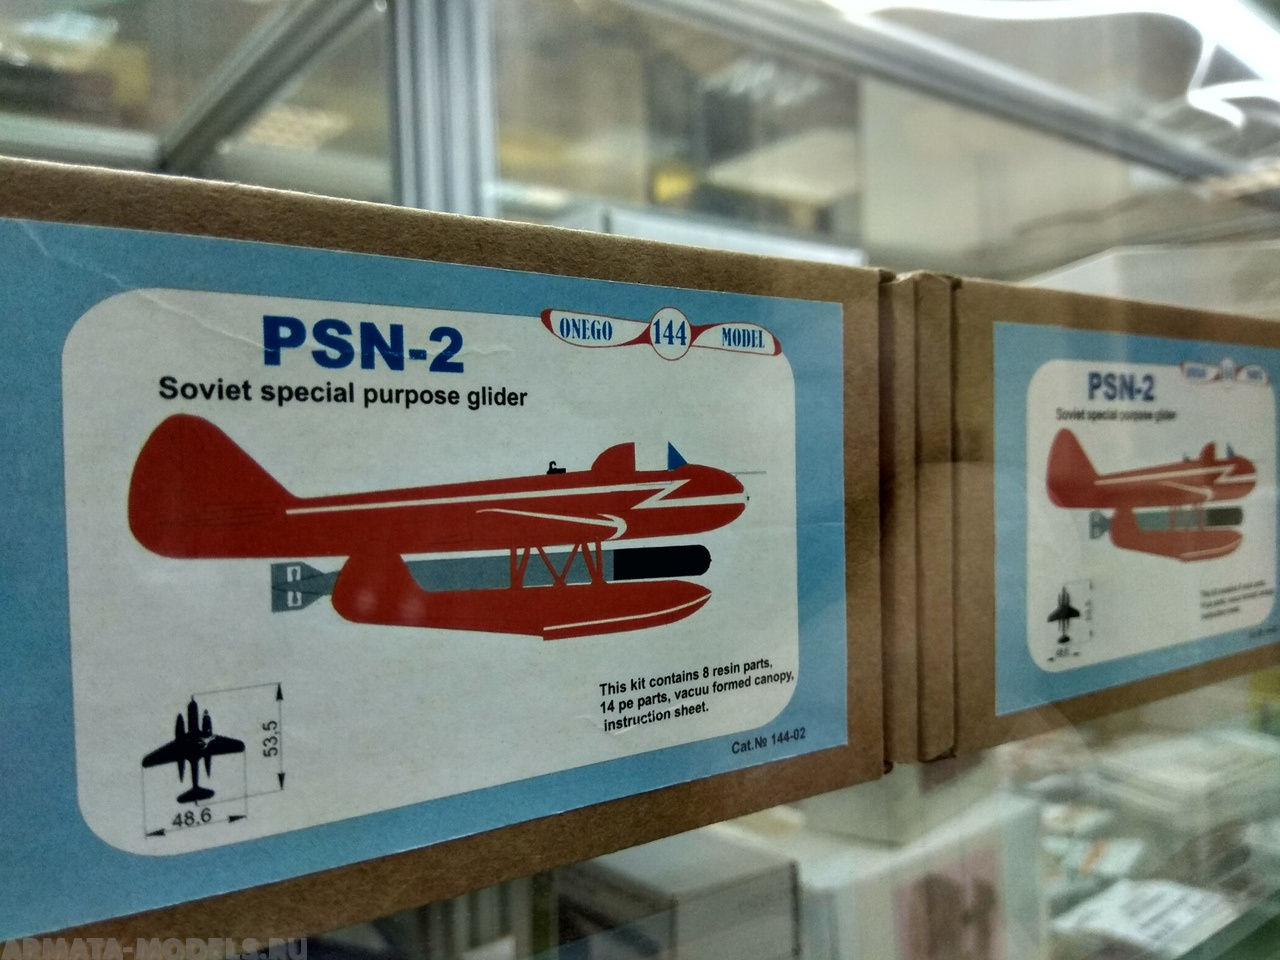 PSN-2
ONEGO 144 MODEL
Soviet special purpose glider
This kit contains 8 resin parts,
14 pe parts, vacuu formed canopy,
instruction sheet.
53,5
48,6
Cat.№ 144-02
PSN-2
Soviet special purpose glider
ARMATA-MODELS.RU